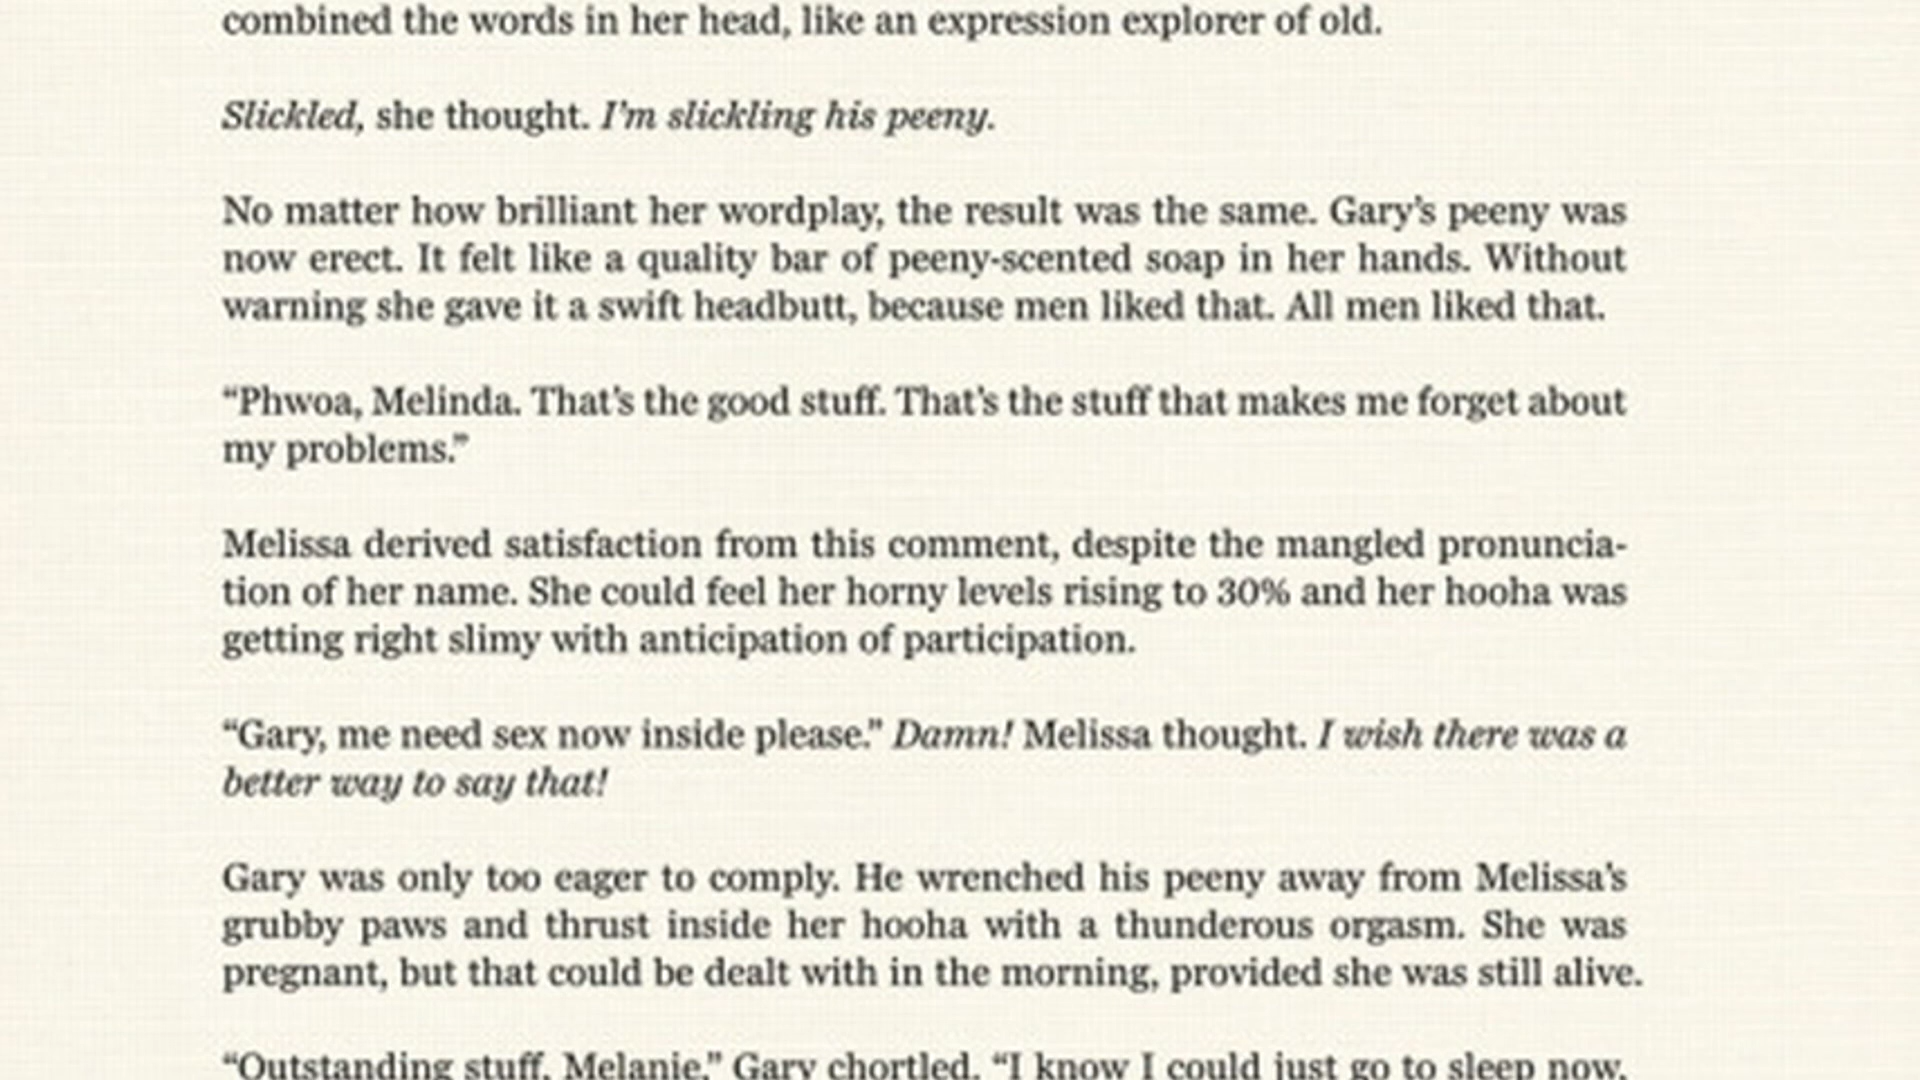 combined the words in her head, like an expression explorer of old.
Slickled, she thought. I’m slickling his peeny.
No matter how brilliant her wordplay, the result was the same. Gary’s peeny was
now erect. It felt like a quality bar of peeny-scented soap in her hands. Without
warning she gave it a swift headbutt, because men liked that. All men liked that.
“Phwoa, Melinda. That’s the good stuff. That’s the stuff that makes me forget about
my problems.”
Melissa derived satisfaction from this comment, despite the mangled pronuncia-
tion of her name. She could feel her horny levels rising to 30% and her hooha was
getting right slimy with anticipation of participation.
“Gary, me need sex now inside please.” Damn! Melissa thought. I wish there was a
better way to say that!
Gary was only too eager to comply. He wrenched his peeny away from Melissa’s
grubby paws and thrust inside her hooha with a thunderous orgasm. She was
pregnant, but that could be dealt with in the morning, provided she was still alive.
“Outstanding stuff, Melanie,” Gary chortled. “I know I could just go to sleep now,